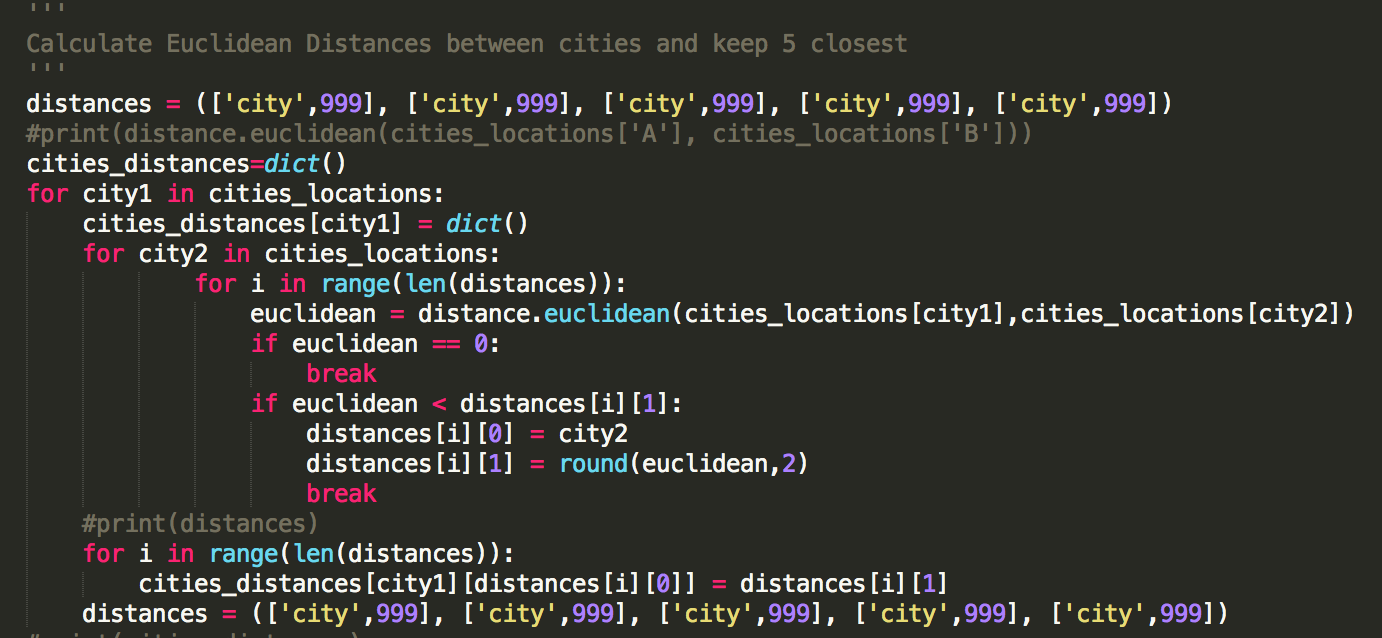 '''
Calculate Euclidean Distances between cities and keep 5 closest
'''
distances = (['city',999], ['city',999], ['city',999], ['city',999], ['city',999])
#print(distance.euclidean(cities_locations['A'], cities_locations['B']))
cities_distances=dict()
for city1 in cities_locations:
    cities_distances[city1] = dict()
    for city2 in cities_locations:
            for i in range(len(distances)):
                euclidean = distance.euclidean(cities_locations[city1],cities_locations[city2])
                if euclidean == 0:
                    break
                if euclidean < distances[i][1]:
                    distances[i][0] = city2
                    distances[i][1] = round(euclidean,2)
                    break
    #print(distances)
    for i in range(len(distances)):
        cities_distances[city1][distances[i][0]] = distances[i][1]
    distances = (['city',999], ['city',999], ['city',999], ['city',999], ['city',999])